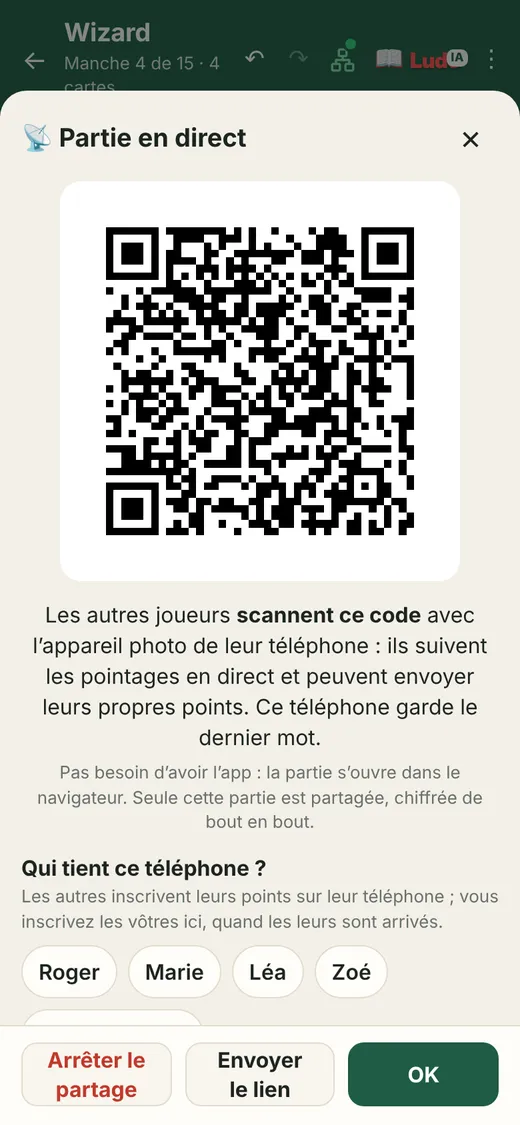 Wizard
Manche 4 de 15 · 4
cartes
LudIA
Partie en direct
Les autres joueurs scannent ce code avec
l’appareil photo de leur téléphone : ils suivent
les pointages en direct et peuvent envoyer
leurs propres points. Ce téléphone garde le
dernier mot.
Pas besoin d’avoir l’app : la partie s’ouvre dans le
navigateur. Seule cette partie est partagée, chiffrée de
bout en bout.
Qui tient ce téléphone ?
Les autres inscrivent leurs points sur leur téléphone ; vous
inscrivez les vôtres ici, quand les leurs sont arrivés.
Roger Marie Léa Zoé
Arrêter le
partage
Envoyer
le lien
OK